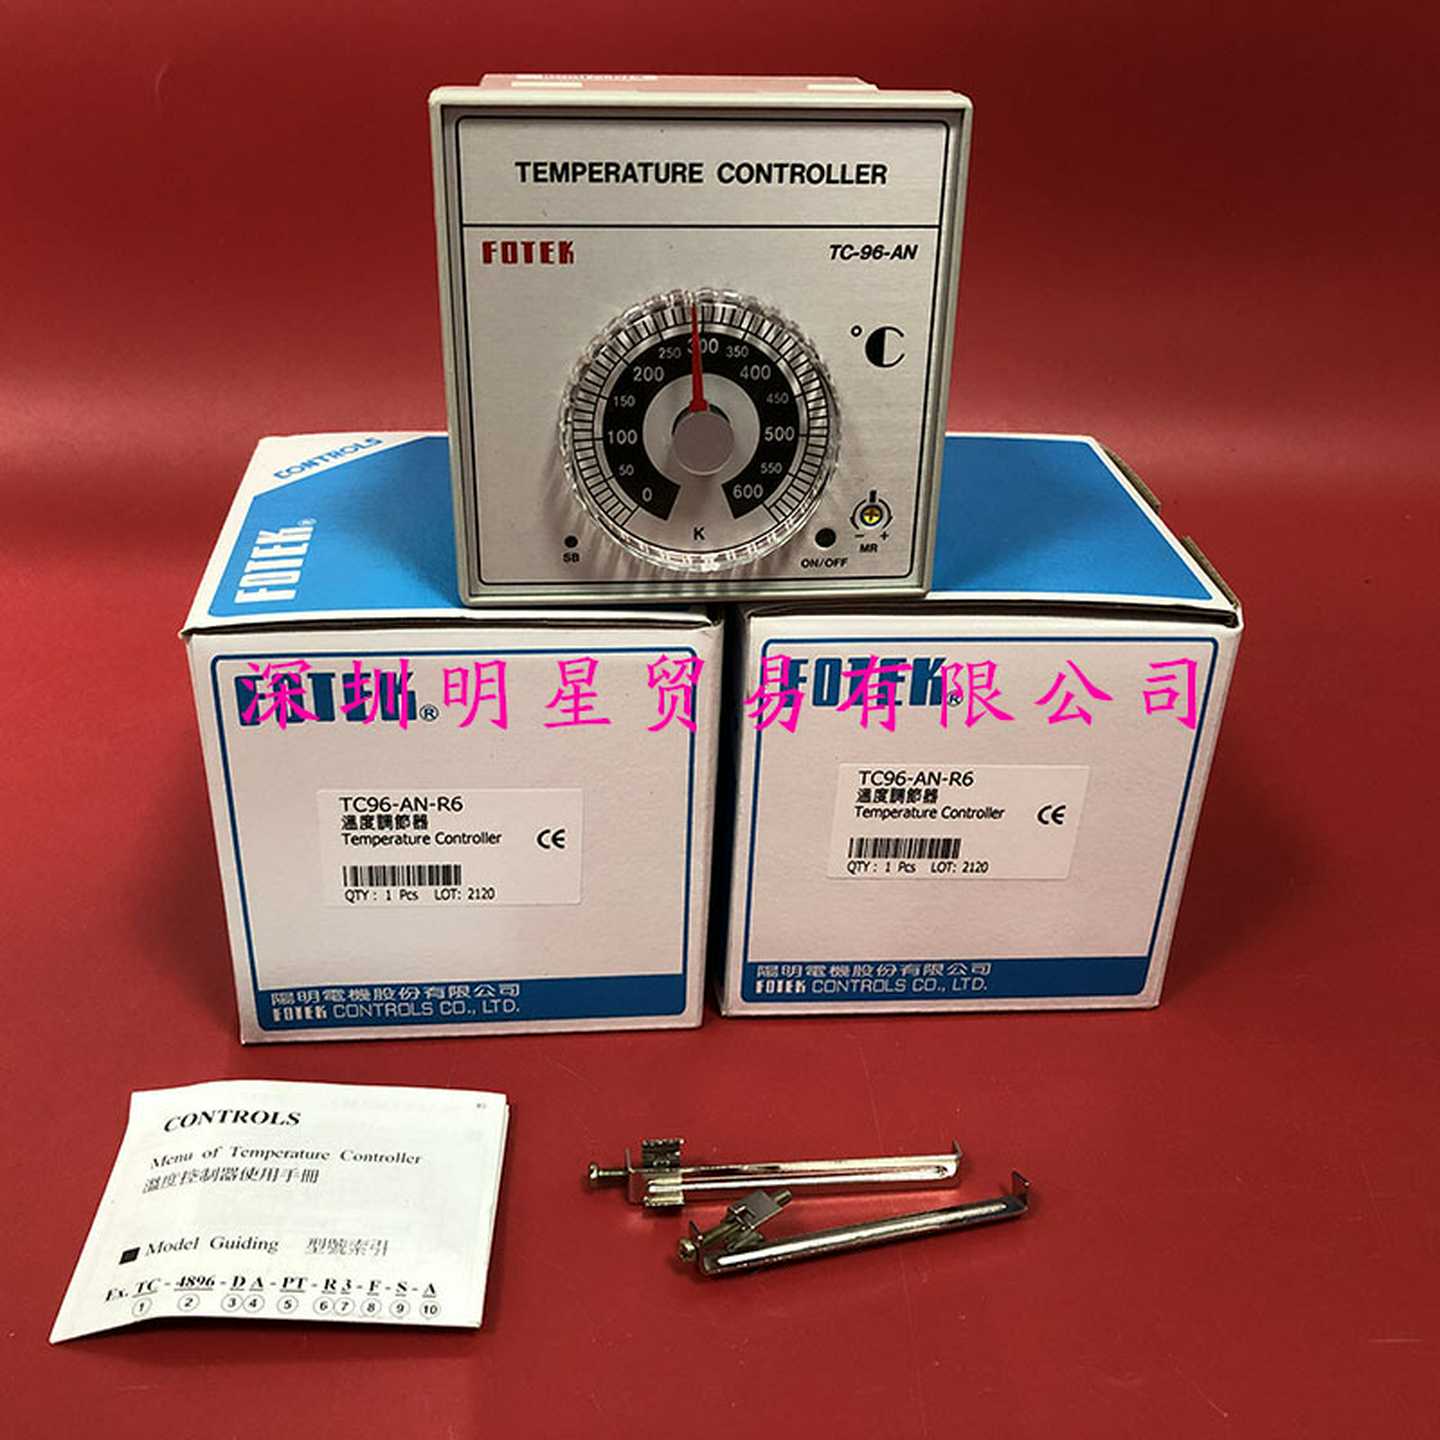 TEMPERATURE CONTROLLER
FOTEK
TC-96-AN
°C
250 300 350
200 400
150 450
100 500
50 550
0 600
K
SB
ON/OFF
- +
MR
CONTROLS
FOTEK®
深圳明星贸易有限公司
FOTEK®
TC96-AN-R6
溫度調節器
Temperature Controller
CE
QTY : 1 Pcs LOT: 2120
陽明電機股份有限公司
FOTEK CONTROLS CO., LTD.
FOTEK®
TC96-AN-R6
溫度調節器
Temperature Controller
CE
QTY : 1 Pcs LOT: 2120
陽明電機股份有限公司
FOTEK CONTROLS CO., LTD.
CONTROLS
Menu of Temperature Controller
溫度控制器使用手冊
■ Model Guiding 型號索引
Ex. TC - 4896 - D A - PT - R 3 - F - S - A
① ② ③ ④ ⑤ ⑥ ⑦ ⑧ ⑨ ⑩